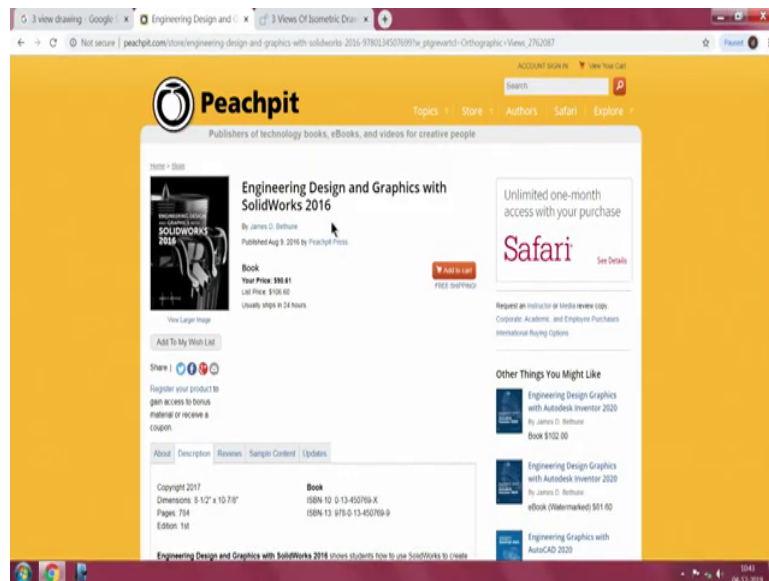 3 view drawing - Google
Engineering Design and G
3 Views Of Isometric Draw
Not secure | peachpit.com/store/engineering-design-and-graphics-with-solidworks-2016-9780134507699?w_ptgrevartcl=Orthographic+Views_2762087
Paused
ACCOUNT SIGN IN View Your Cart
Search
Peachpit
Topics Store Authors Safari Explore
Publishers of technology books, eBooks, and videos for creative people
Home > Store
ENGINEERING DESIGN
AND GRAPHICS WITH
SOLIDWORKS
2016
View Larger Image
Add To My Wish List
Share |
Register your product to
gain access to bonus
material or receive a
coupon.
Engineering Design and Graphics with
SolidWorks 2016
By James D. Bethune
Published Aug 9, 2016 by Peachpit Press.
Book
Your Price: $90.61
List Price: $106.60
Usually ships in 24 hours.
Add to cart
FREE SHIPPING!
Unlimited one-month
access with your purchase
Safari
See Details
Request an Instructor or Media review copy.
Corporate, Academic, and Employee Purchases
International Buying Options
Other Things You Might Like
Engineering Design Graphics
with Autodesk Inventor 2020
By James D. Bethune
Book $102.00
Engineering Design Graphics
with Autodesk Inventor 2020
By James D. Bethune
eBook (Watermarked) $81.60
Engineering Graphics with
AutoCAD 2020
About Description Reviews Sample Content Updates
Copyright 2017
Dimensions: 8-1/2" x 10-7/8"
Pages: 784
Edition: 1st
Book
ISBN-10: 0-13-450769-X
ISBN-13: 978-0-13-450769-9
Engineering Design and Graphics with SolidWorks 2016 shows students how to use SolidWorks to create
10:43